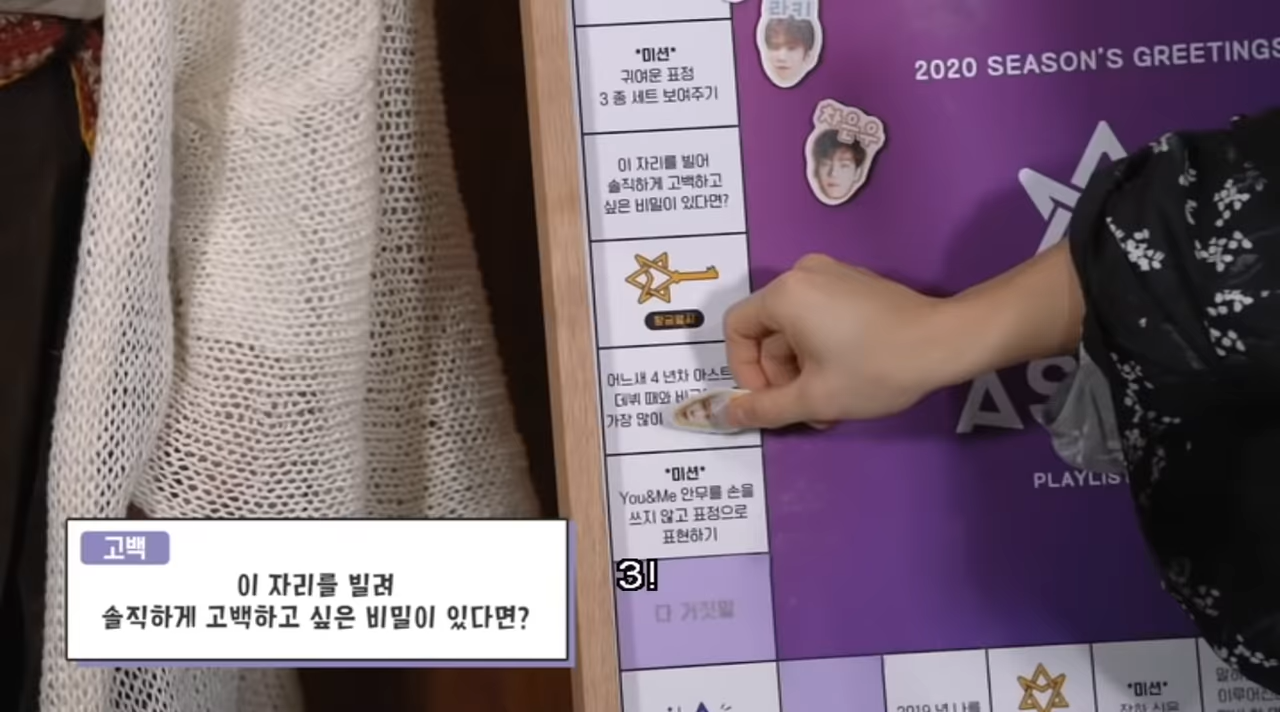 라키
*미션*
귀여운 표정
3 종 세트 보여주기
2020 SEASON'S GREETINGS
차은우
이 자리를 빌어
솔직하게 고백하고
싶은 비밀이 있다면?
황금열쇠
어느새 4 년차 아스트
데뷔 때와 비교
가장 많이
PLAYLIST
*미션*
You&Me 안무를 손을
쓰지 않고 표정으로
표현하기
고백
이 자리를 빌려
솔직하게 고백하고 싶은 비밀이 있다면?
3!
다 거짓말
2019 년 나를
*미션*